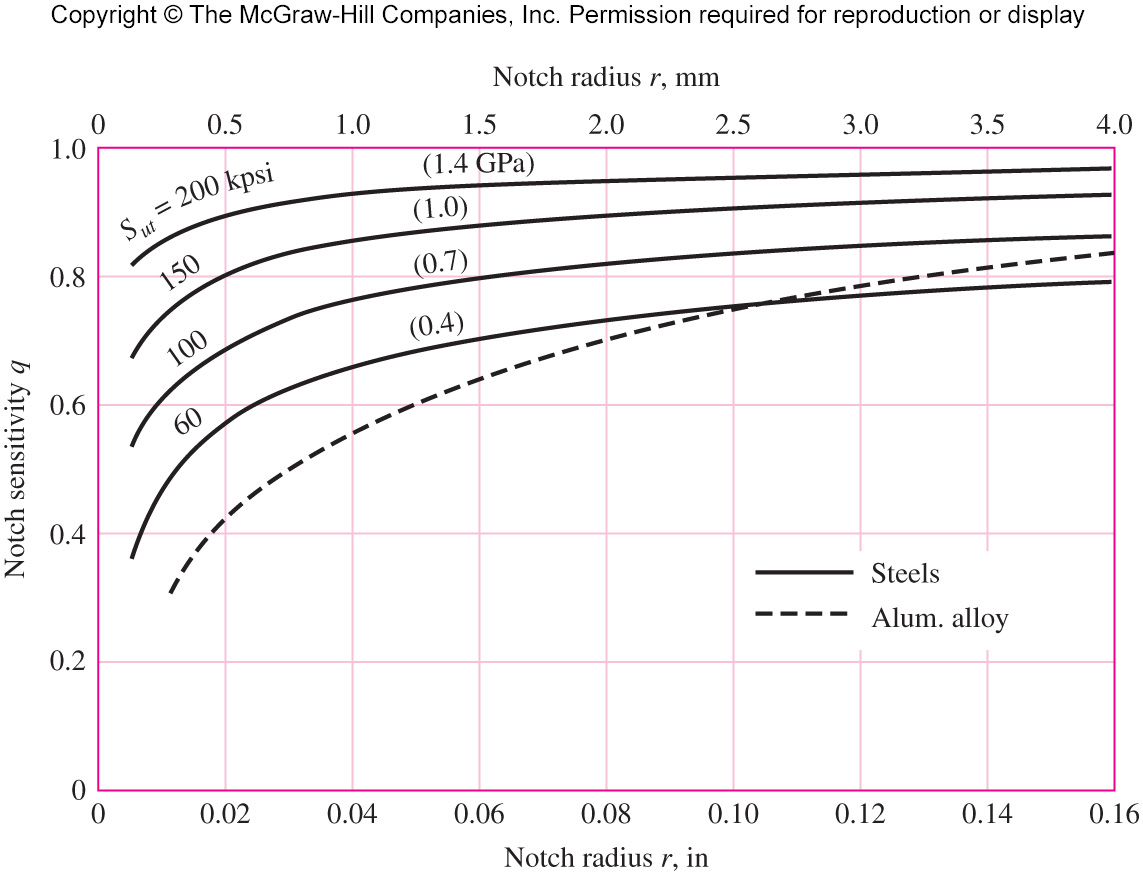 Copyright © The McGraw-Hill Companies, Inc. Permission required for reproduction or display
Notch radius r, mm
0 0.5 1.0 1.5 2.0 2.5 3.0 3.5 4.0
1.0
0.8
0.6
0.4
0.2
0
Notch sensitivity q
Sut = 200 kpsi
(1.4 GPa)
150
(1.0)
100
(0.7)
60
(0.4)
Steels
Alum. alloy
0 0.02 0.04 0.06 0.08 0.10 0.12 0.14 0.16
Notch radius r, in